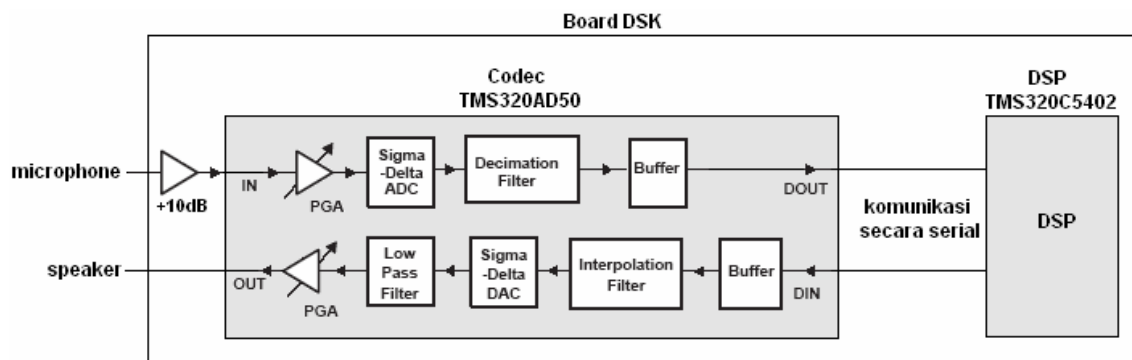 Board DSK
Codec
TMS320AD50
DSP
TMS320C5402
microphone
+10dB
IN
PGA
Sigma
-Delta
ADC
Decimation
Filter
Buffer
DOUT
komunikasi
secara serial
DSP
speaker
OUT
PGA
Low
Pass
Filter
Sigma
-Delta
DAC
Interpolation
Filter
Buffer
DIN